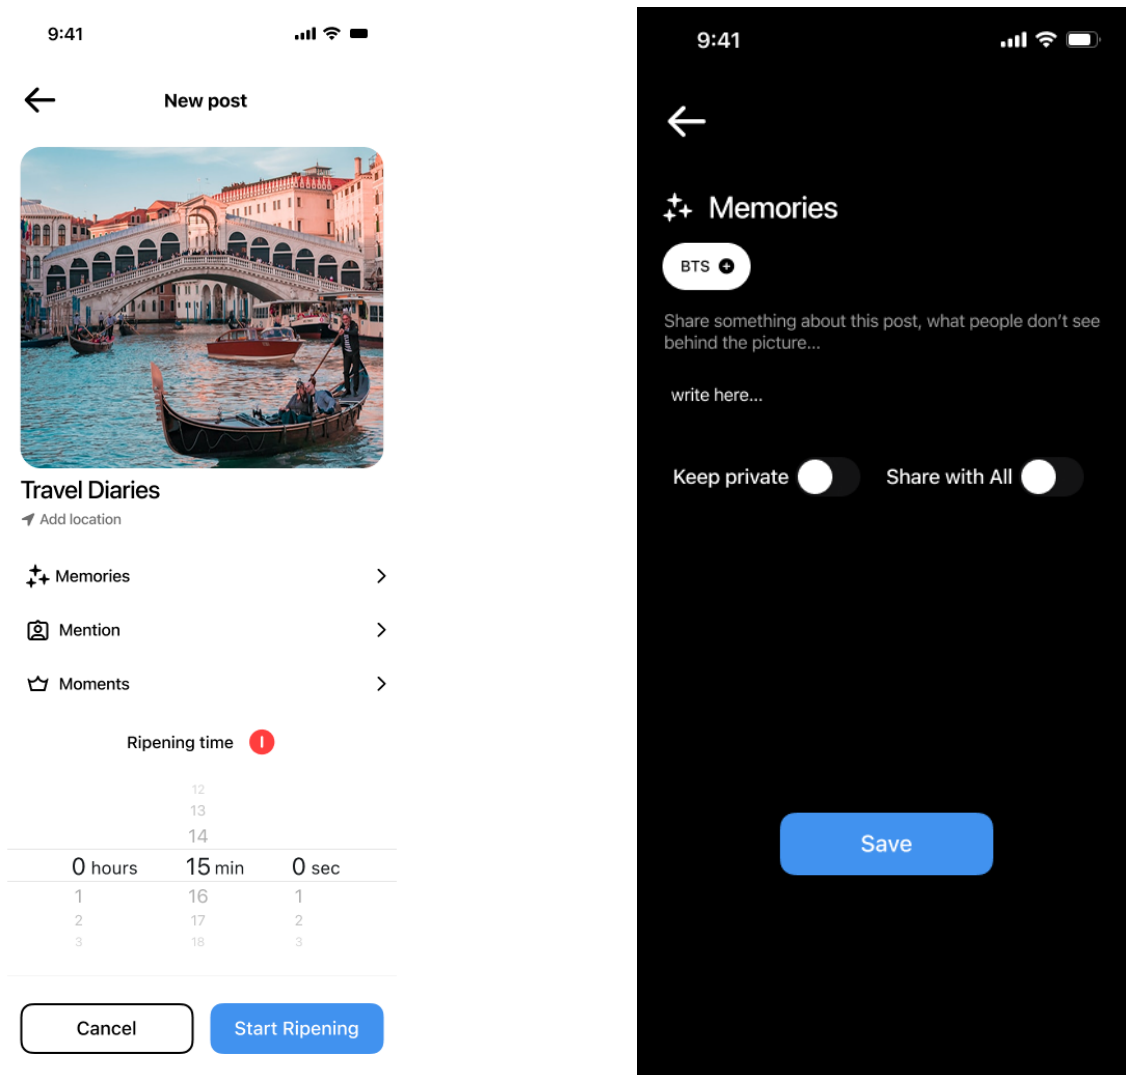 9:41
New post
Travel Diaries
Add location
Memories
Mention
Moments
Ripening time
12
13
14
0 hours 15 min 0 sec
1 16 1
2 17 2
3 18 3
Cancel Start Ripening
9:41
Memories
BTS
Share something about this post, what people don’t see
behind the picture...
write here...
Keep private Share with All
Save